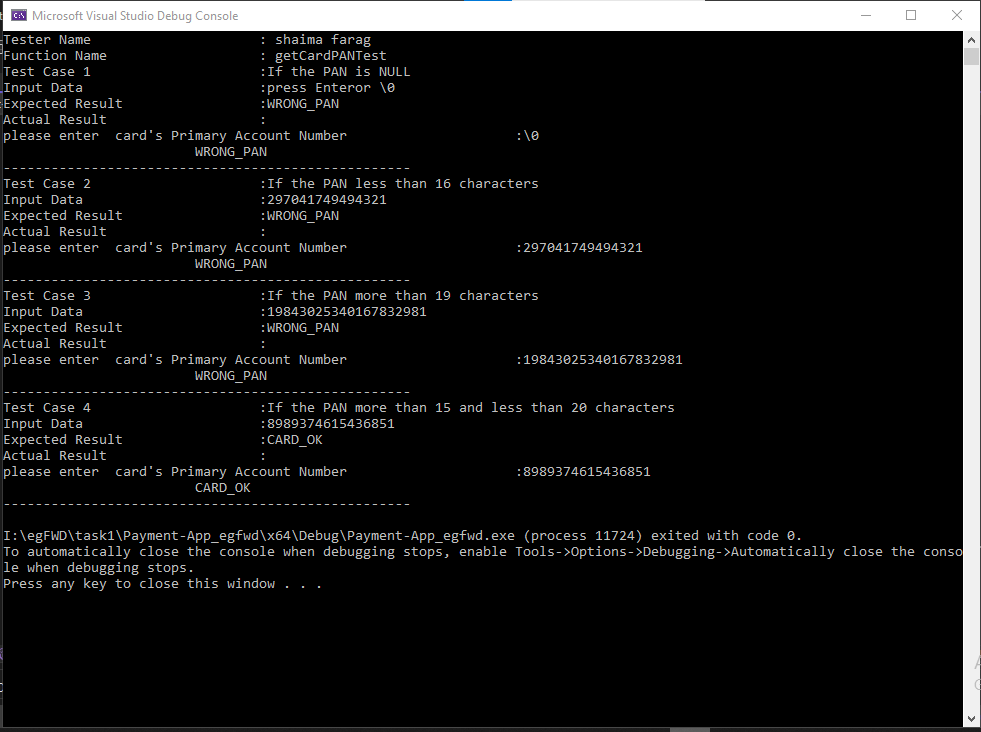 Microsoft Visual Studio Debug Console
Tester Name : shaima farag
Function Name : getCardPANTest
Test Case 1 :If the PAN is NULL
Input Data :press Enteror \0
Expected Result :WRONG_PAN
Actual Result :
please enter  card's Primary Account Number :\0
WRONG_PAN
---------------------------------------------------
Test Case 2 :If the PAN less than 16 characters
Input Data :297041749494321
Expected Result :WRONG_PAN
Actual Result :
please enter  card's Primary Account Number :297041749494321
WRONG_PAN
---------------------------------------------------
Test Case 3 :If the PAN more than 19 characters
Input Data :19843025340167832981
Expected Result :WRONG_PAN
Actual Result :
please enter  card's Primary Account Number :19843025340167832981
WRONG_PAN
---------------------------------------------------
Test Case 4 :If the PAN more than 15 and less than 20 characters
Input Data :8989374615436851
Expected Result :CARD_OK
Actual Result :
please enter  card's Primary Account Number :8989374615436851
CARD_OK
---------------------------------------------------
I:\egFWD\task1\Payment-App_egfwd\x64\Debug\Payment-App_egfwd.exe (process 11724) exited with code 0.
To automatically close the console when debugging stops, enable Tools->Options->Debugging->Automatically close the conso
le when debugging stops.
Press any key to close this window . . .